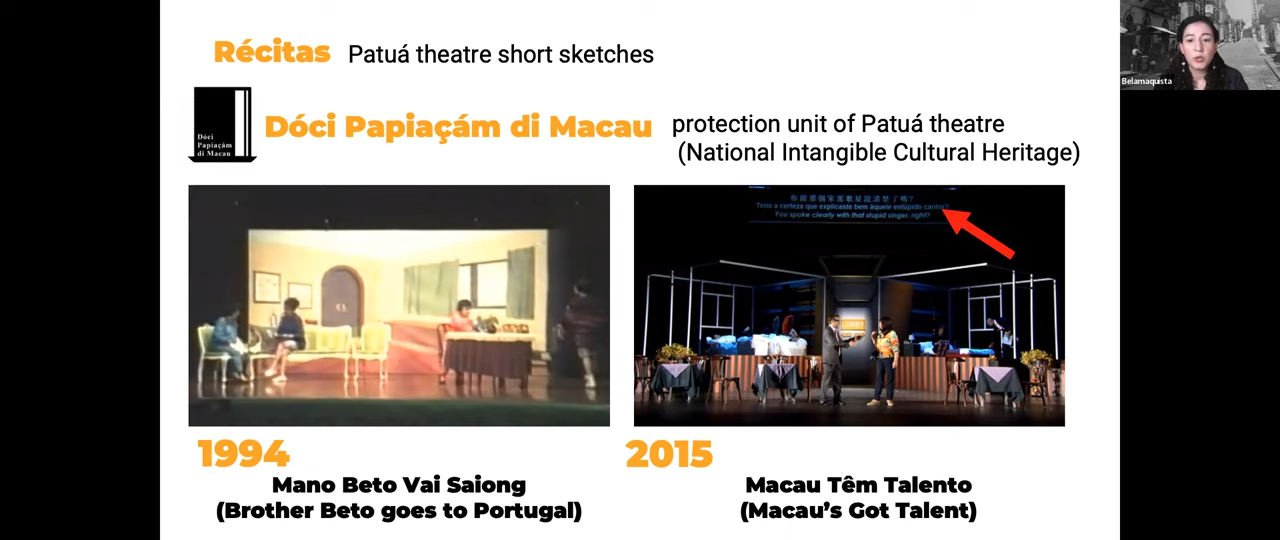 Récitas Patuá theatre short sketches
Belamaquista
Dóci
Papiaçám
di Macau
Dóci Papiaçám di Macau
protection unit of Patuá theatre
(National Intangible Cultural Heritage)
Tens a certeza que explicaste bem àquele estúpido cantor?
You spoke clearly with that stupid singer, right?
LOBBY
1994
Mano Beto Vai Saiong
(Brother Beto goes to Portugal)
2015
Macau Têm Talento
(Macau's Got Talent)